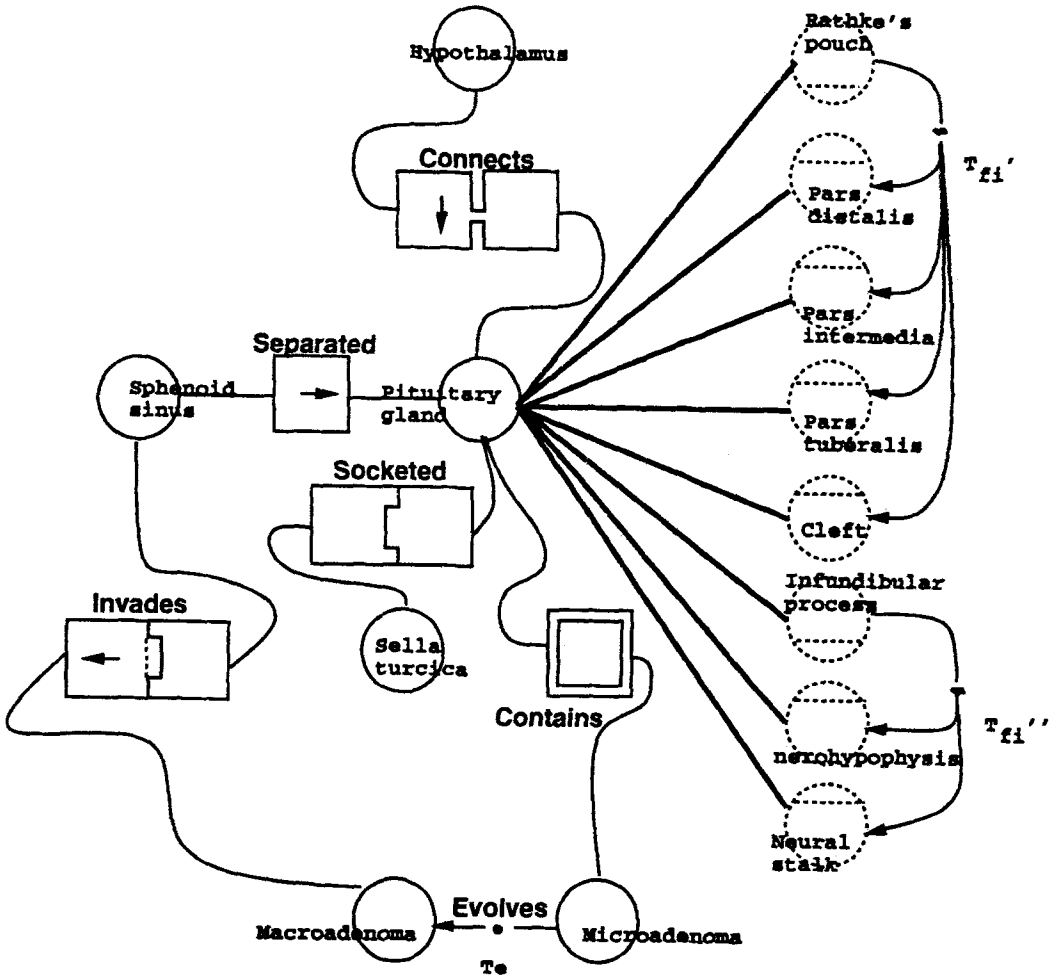 Rathke's
pouch
Hypothalamus
Connects
T_fi'
Pars
distalis
Pars
intermedia
Separated
Sphenoid
sinus
Pituitary
gland
Pars
tuberalis
Socketed
Cleft
Infundibular
process
Invades
Sella
turcica
Contains
T_fi''
nerohypophysis
Neural
stalk
Evolves
Macroadenoma
Microadenoma
Te